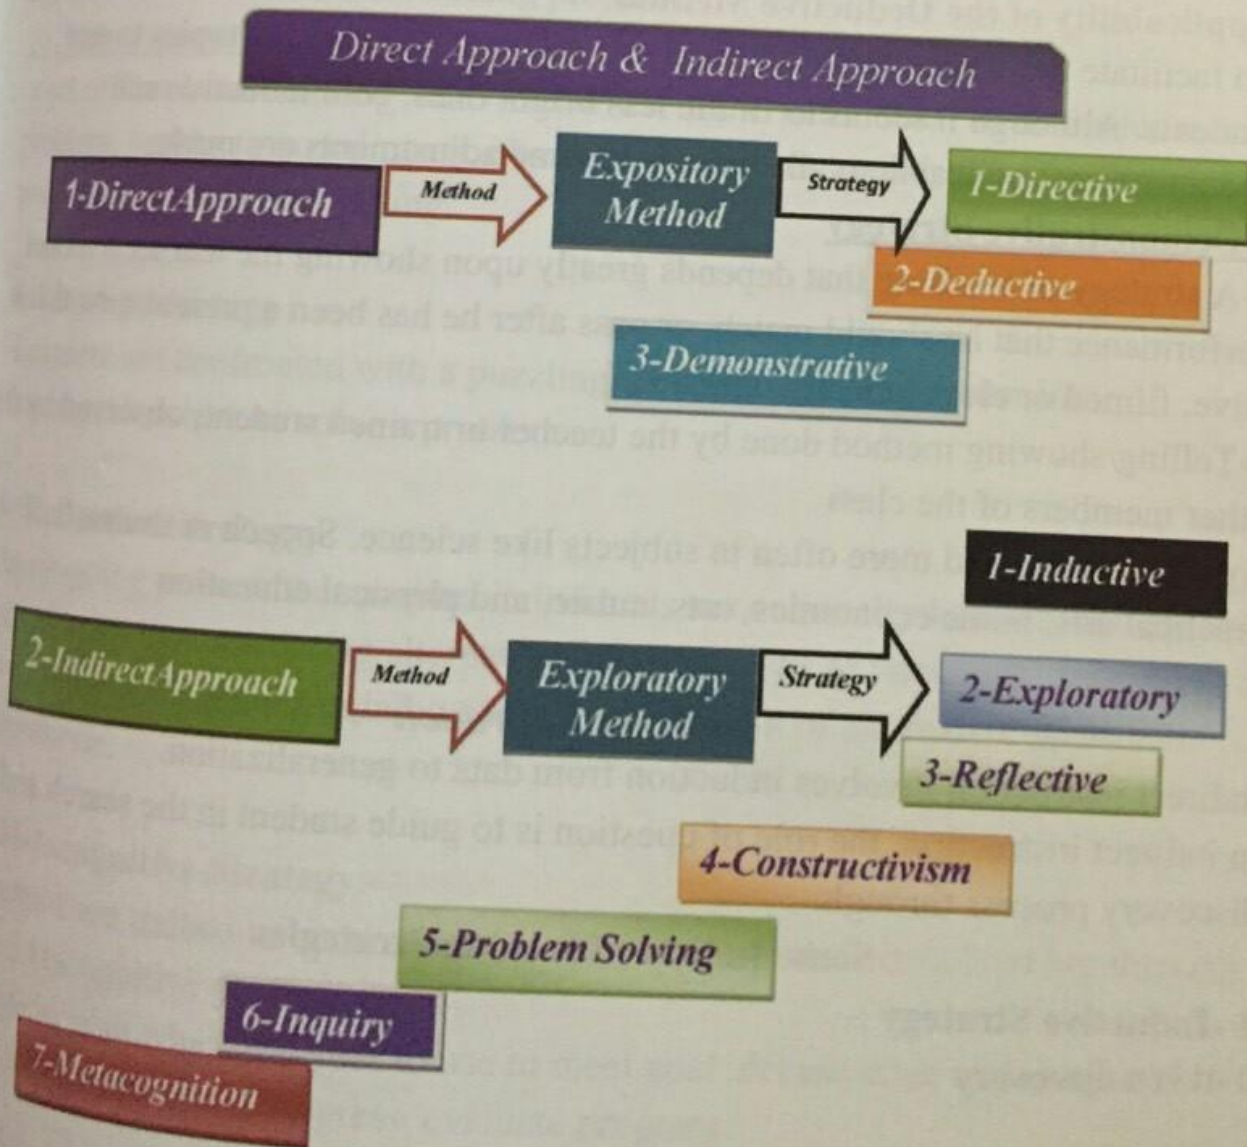 Direct Approach & Indirect Approach
1-DirectApproach
Method
Expository
Method
Strategy
1-Directive
2-Deductive
3-Demonstrative
1-Inductive
2-IndirectApproach
Method
Exploratory
Method
Strategy
2-Exploratory
3-Reflective
4-Constructivism
5-Problem Solving
6-Inquiry
7-Metacognition